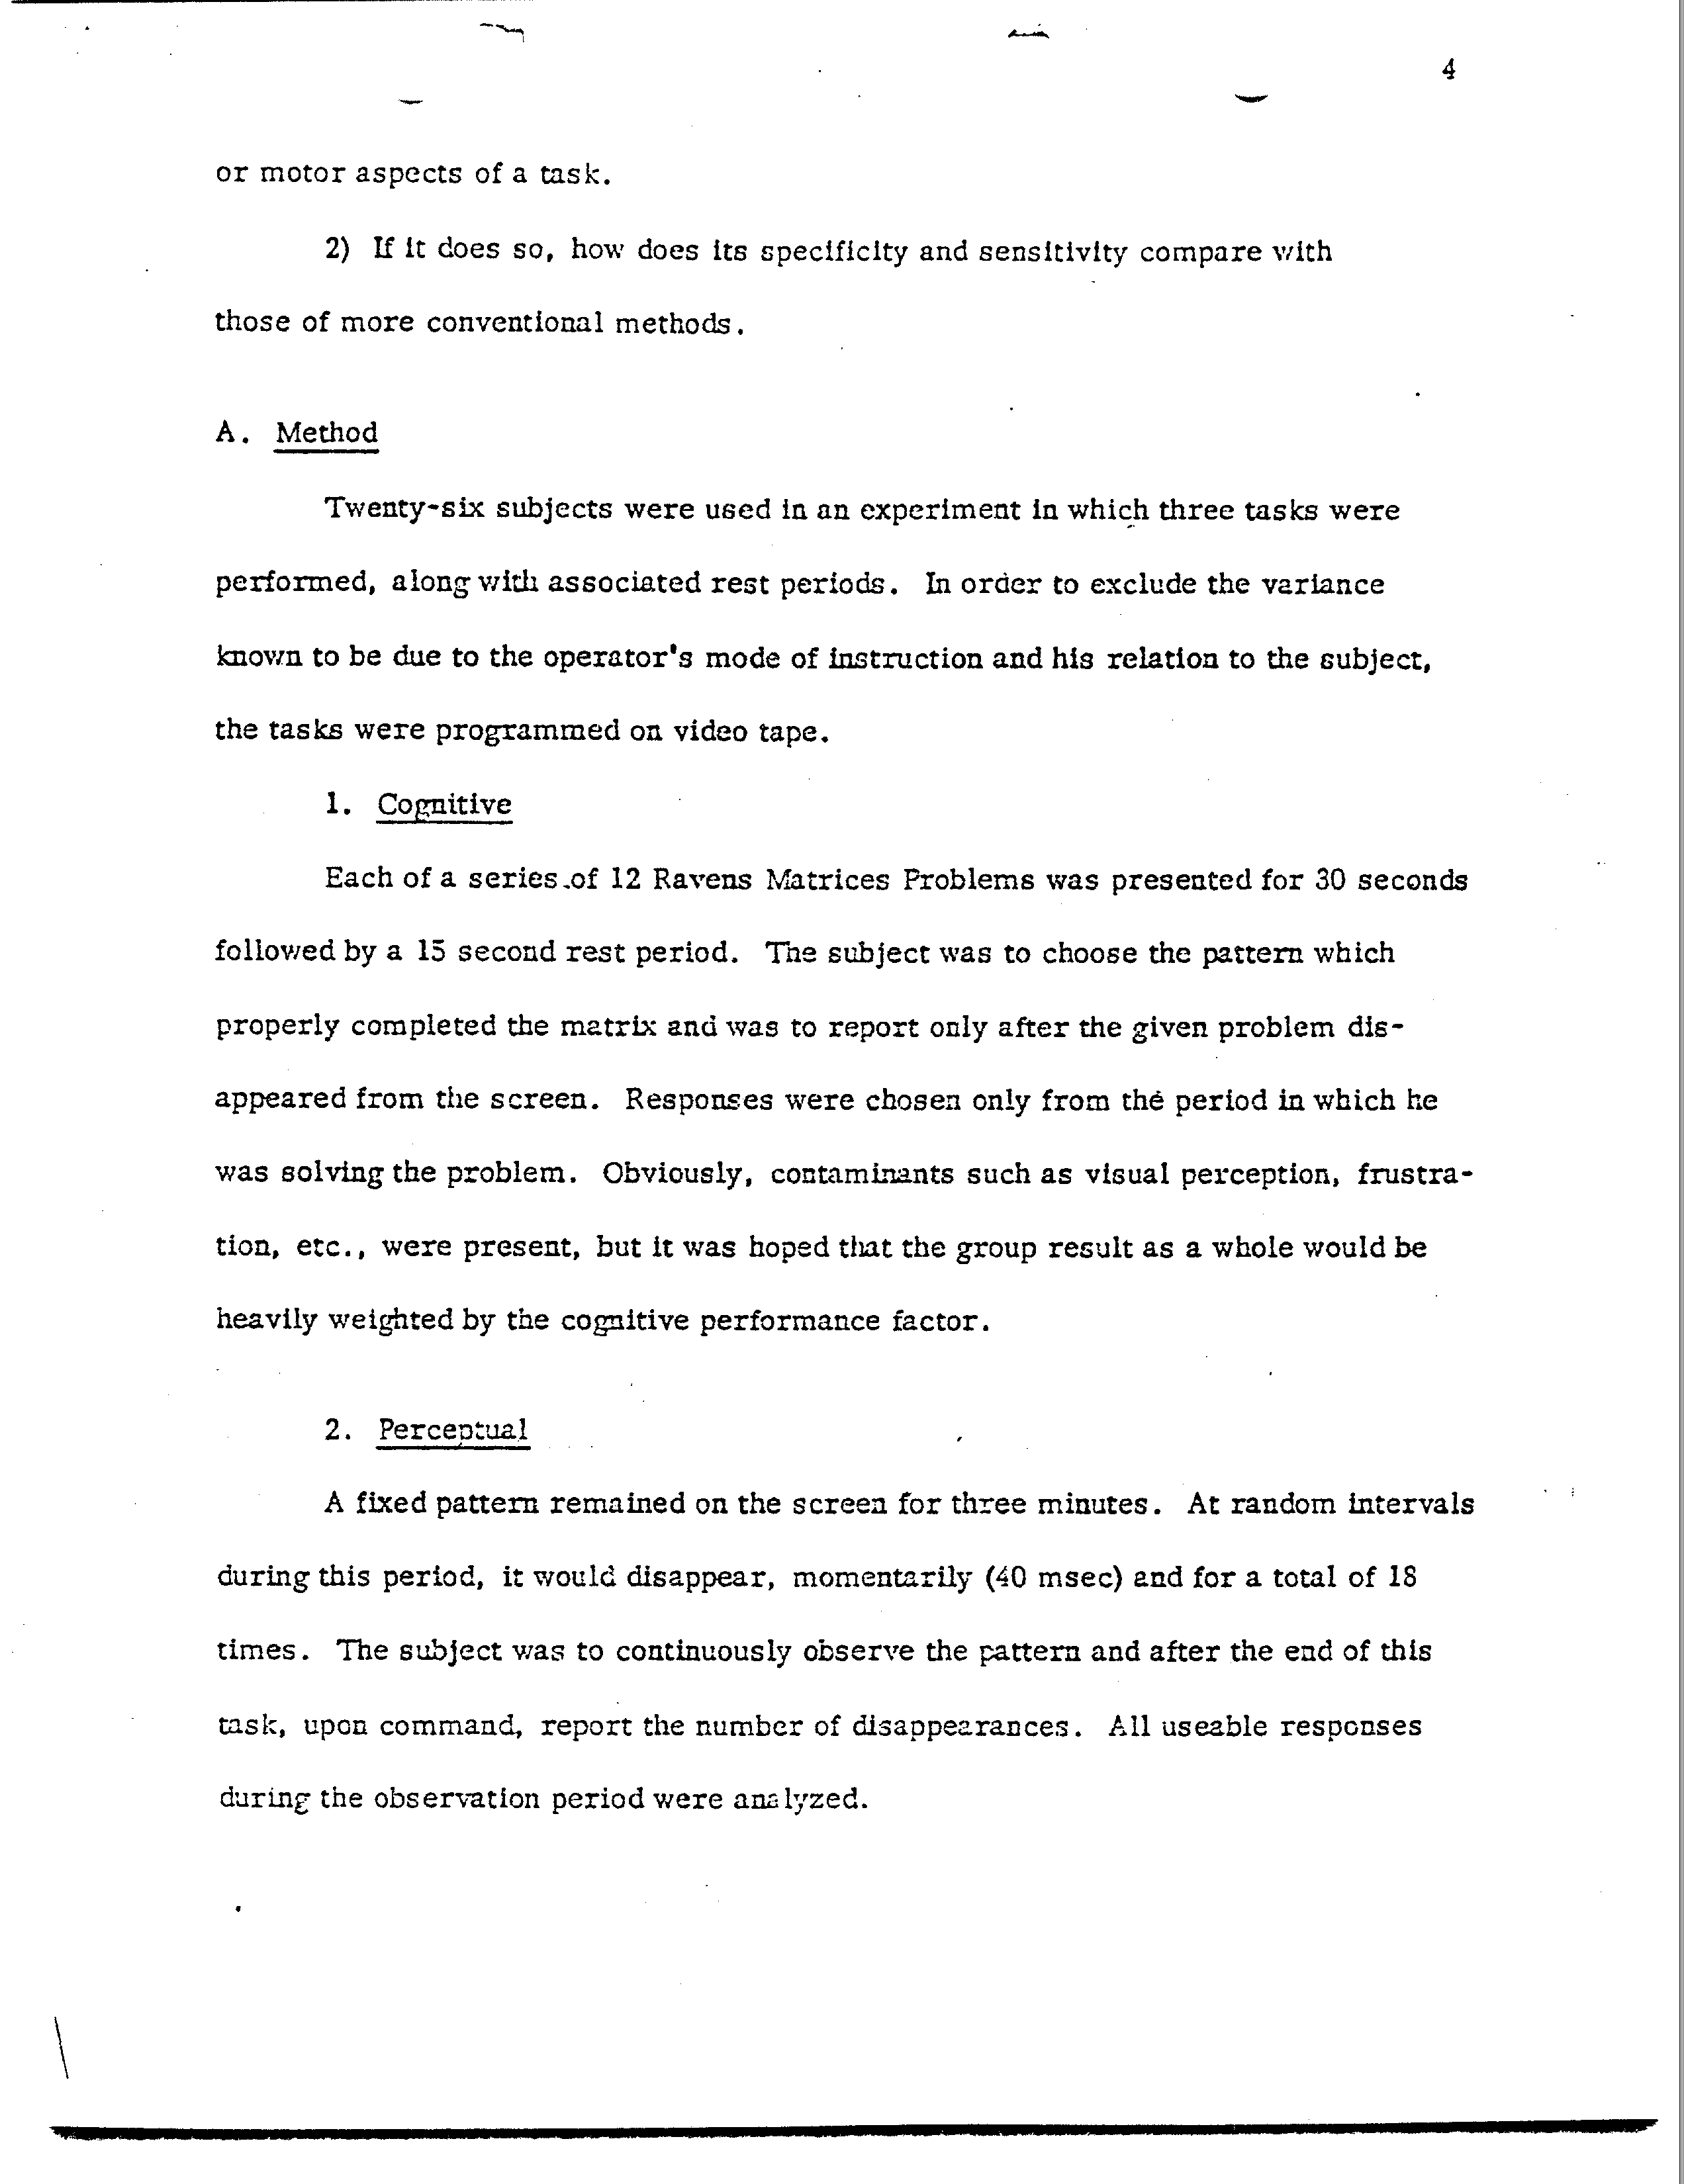 4
or motor aspects of a task.
2) If it does so, how does its specificity and sensitivity compare with
those of more conventional methods.
A. Method
Twenty-six subjects were used in an experiment in which three tasks were
performed, along with associated rest periods. In order to exclude the variance
known to be due to the operator's mode of instruction and his relation to the subject,
the tasks were programmed on video tape.
1. Cognitive
Each of a series of 12 Ravens Matrices Problems was presented for 30 seconds
followed by a 15 second rest period. The subject was to choose the pattern which
properly completed the matrix and was to report only after the given problem dis-
appeared from the screen. Responses were chosen only from the period in which he
was solving the problem. Obviously, contaminants such as visual perception, frustra-
tion, etc., were present, but it was hoped that the group result as a whole would be
heavily weighted by the cognitive performance factor.
2. Perceptual
A fixed pattern remained on the screen for three minutes. At random intervals
during this period, it would disappear, momentarily (40 msec) and for a total of 18
times. The subject was to continuously observe the pattern and after the end of this
task, upon command, report the number of disappearances. All useable responses
during the observation period were analyzed.